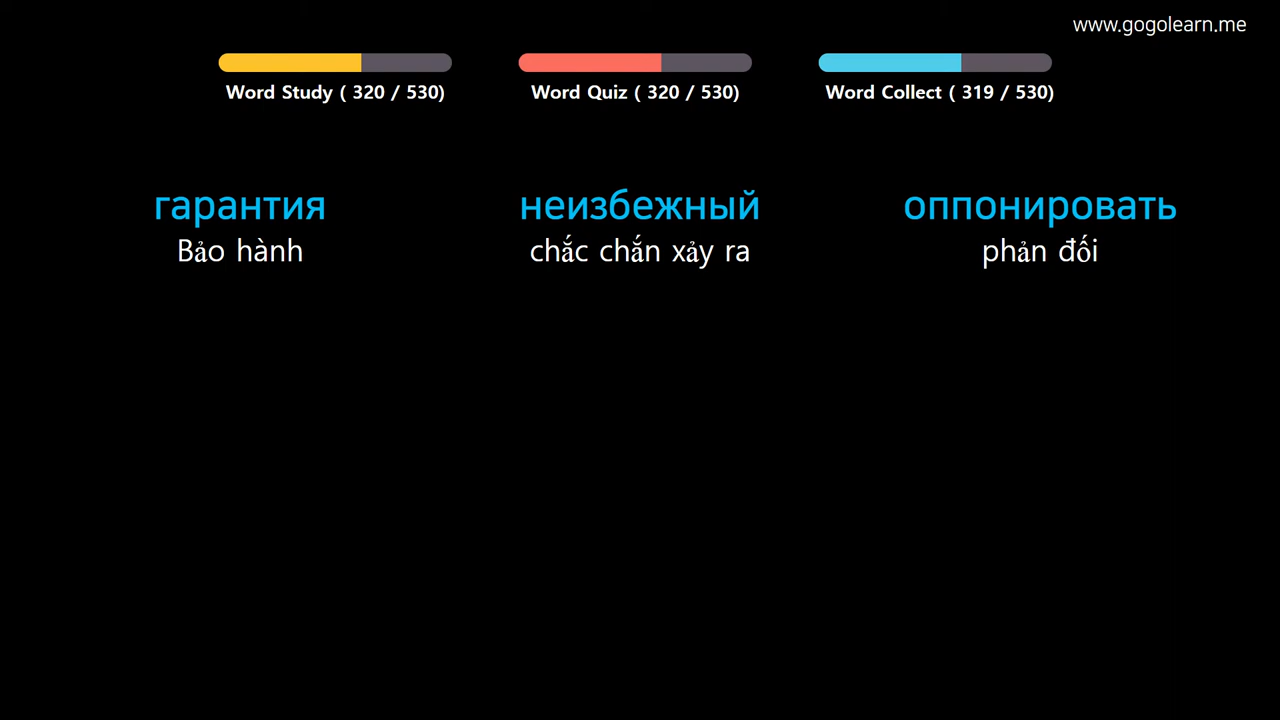 www.gogolearn.me
Word Study ( 320 / 530)
Word Quiz ( 320 / 530)
Word Collect ( 319 / 530)
гарантия
Bảo hành
неизбежный
chắc chắn xảy ra
оппонировать
phản đối